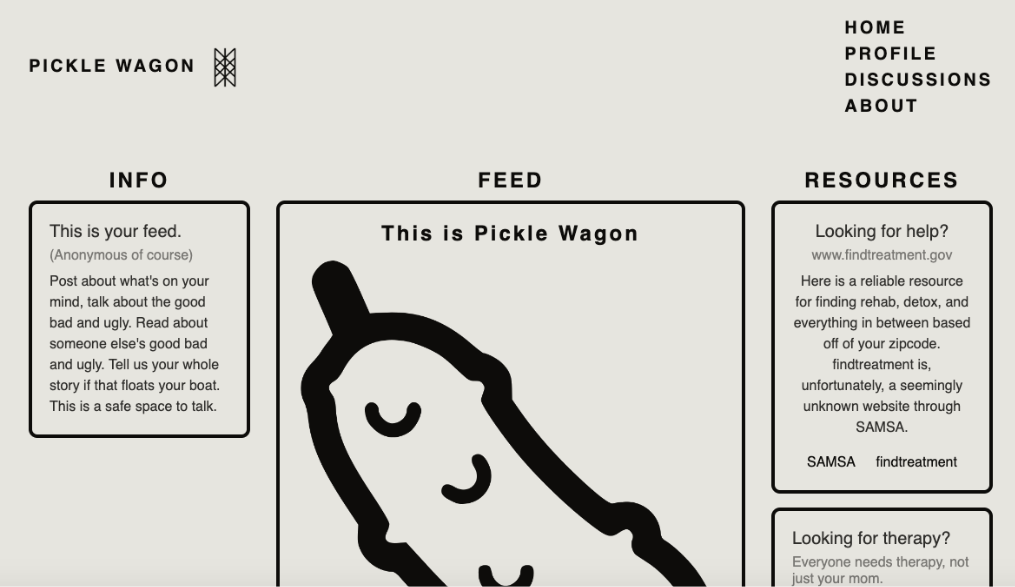 PICKLE WAGON
HOME
PROFILE
DISCUSSIONS
ABOUT
INFO
This is your feed.
(Anonymous of course)
Post about what's on your
mind, talk about the good
bad and ugly. Read about
someone else's good bad
and ugly. Tell us your whole
story if that floats your boat.
This is a safe space to talk.
FEED
This is Pickle Wagon
RESOURCES
Looking for help?
www.findtreatment.gov
Here is a reliable resource
for finding rehab, detox, and
everything in between based
off of your zipcode.
findtreatment is,
unfortunately, a seemingly
unknown website through
SAMSA.
SAMSA findtreatment
Looking for therapy?
Everyone needs therapy, not
just your mom.